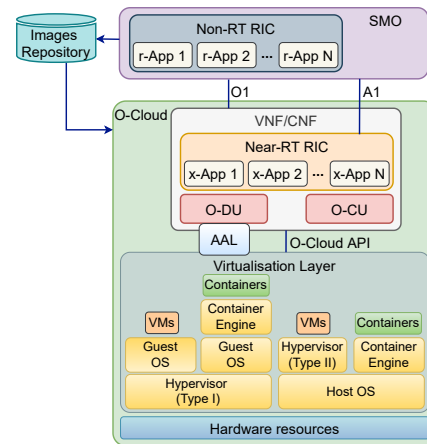 Images
Repository
SMO
Non-RT RIC
r-App 1
r-App 2
...
r-App N
O1
A1
O-Cloud
VNF/CNF
Near-RT RIC
x-App 1
x-App 2
...
x-App N
O-DU
O-CU
AAL
O-Cloud API
Virtualisation Layer
Containers
VMs
Container
Engine
VMs
Containers
Guest
OS
Guest
OS
Hypervisor
(Type II)
Container
Engine
Hypervisor
(Type I)
Host OS
Hardware resources